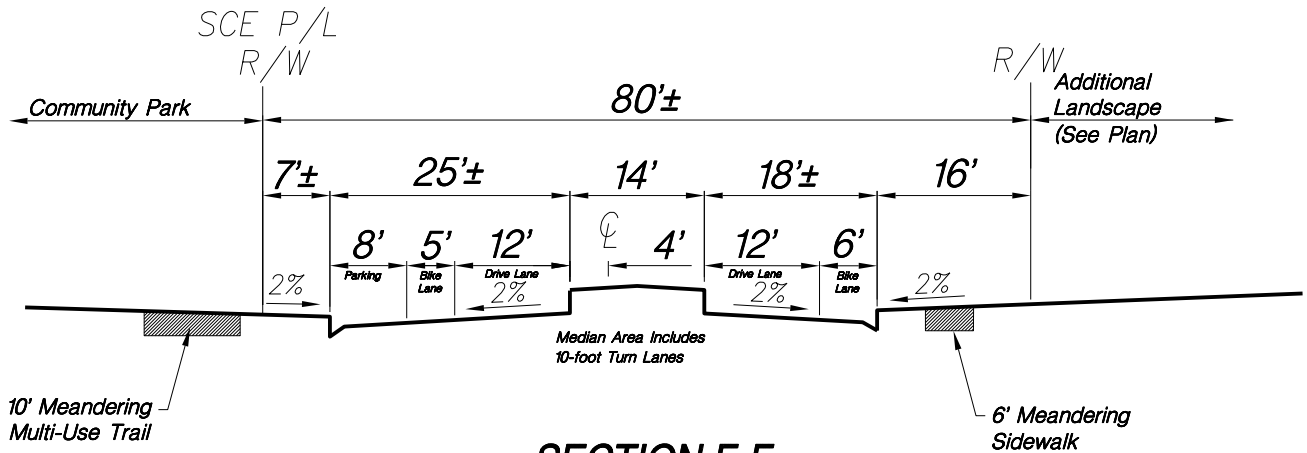 SCE P/L
R/W
R/W
Community Park
80'±
Additional
Landscape
(See Plan)
7'± 25'± 14' 18'± 16'
8' 5' 12' ℄ 4' 12' 6'
Parking Bike Lane Drive Lane Drive Lane Bike Lane
2% 2% 2% 2%
Median Area Includes
10-foot Turn Lanes
10' Meandering
Multi-Use Trail
6' Meandering
Sidewalk